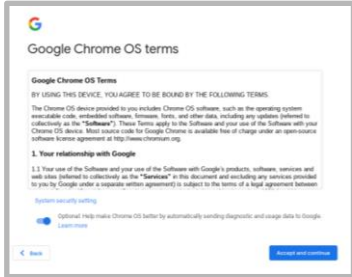 Google Chrome OS terms
Google Chrome OS Terms
BY USING THIS DEVICE, YOU AGREE TO BE BOUND BY THE FOLLOWING TERMS.
The Chrome OS device provided to you includes Chrome OS software, such as the operating system
executable code, embedded software, firmware, fonts, and other data, including any updates (referred to
collectively as the "Software"). These Terms apply to the Software and your use of the Software with your
Chrome OS device. Most source code for Google Chrome is available free of charge under an open-source
software license agreement at http://www.chromium.org.
1. Your relationship with Google
1.1 Your use of the Software and your use of the Software with Google's products, software, services and
web sites (referred to collectively as the "Services" in this document and excluding any services provided
to you by Google under a separate written agreement) is subject to the terms of a legal agreement between
System security setting
Optional: Help make Chrome OS better by automatically sending diagnostic and usage data to Google.
Learn more
Back
Accept and continue